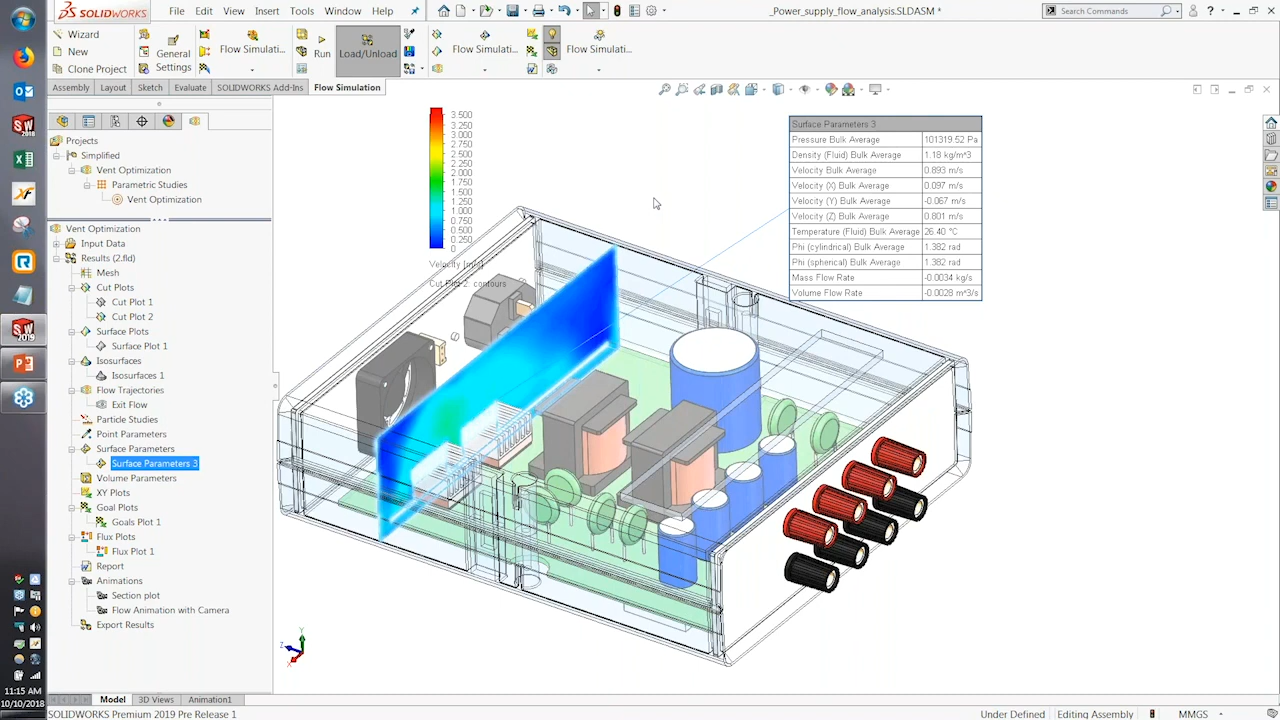 SOLIDWORKS
File Edit View Insert Tools Window Help
_Power_supply_flow_analysis.SLDASM *
Search Commands
Wizard
New
Clone Project
General
Settings
Flow Simulati...
Run
Load/Unload
Flow Simulati...
Flow Simulati...
Assembly Layout Sketch Evaluate SOLIDWORKS Add-Ins Flow Simulation
Projects
Simplified
Vent Optimization
Parametric Studies
Vent Optimization
Vent Optimization
Input Data
Results (2.fld)
Mesh
Cut Plots
Cut Plot 1
Cut Plot 2
Surface Plots
Surface Plot 1
Isosurfaces
Isosurfaces 1
Flow Trajectories
Exit Flow
Particle Studies
Point Parameters
Surface Parameters
Surface Parameters 3
Volume Parameters
XY Plots
Goal Plots
Goals Plot 1
Flux Plots
Flux Plot 1
Report
Animations
Section plot
Flow Animation with Camera
Export Results
3.500
3.250
3.000
2.750
2.500
2.250
2.000
1.750
1.500
1.250
1.000
0.750
0.500
0.250
0
Velocity [m/s]
Cut Plot 2: contours
Surface Parameters 3
Pressure Bulk Average 101319.52 Pa
Density (Fluid) Bulk Average 1.18 kg/m^3
Velocity Bulk Average 0.893 m/s
Velocity (X) Bulk Average 0.097 m/s
Velocity (Y) Bulk Average -0.067 m/s
Velocity (Z) Bulk Average 0.801 m/s
Temperature (Fluid) Bulk Average 26.40 °C
Phi (cylindrical) Bulk Average 1.382 rad
Phi (spherical) Bulk Average 1.382 rad
Mass Flow Rate -0.0034 kg/s
Volume Flow Rate -0.0028 m^3/s
Y
Z
X
11:15 AM
10/10/2018
Model 3D Views Animation1
SOLIDWORKS Premium 2019 Pre Release 1
Under Defined Editing Assembly MMGS